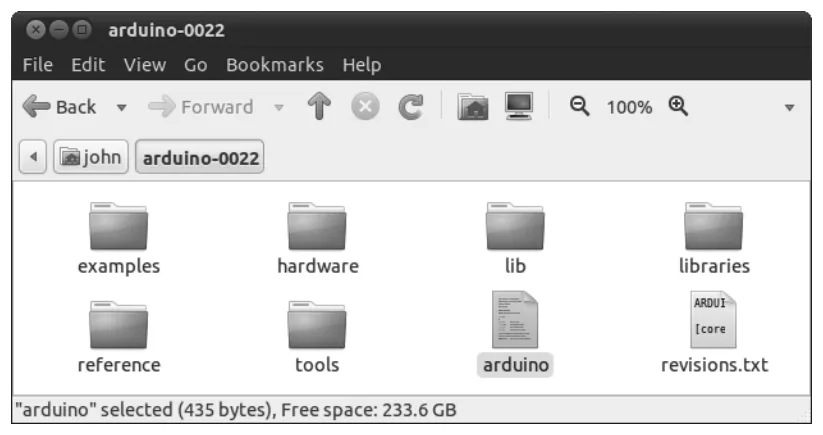 arduino-0022
File Edit View Go Bookmarks Help
Back Forward 100%
john arduino-0022
examples hardware lib libraries
ARDUI
[core
reference tools arduino revisions.txt
"arduino" selected (435 bytes), Free space: 233.6 GB